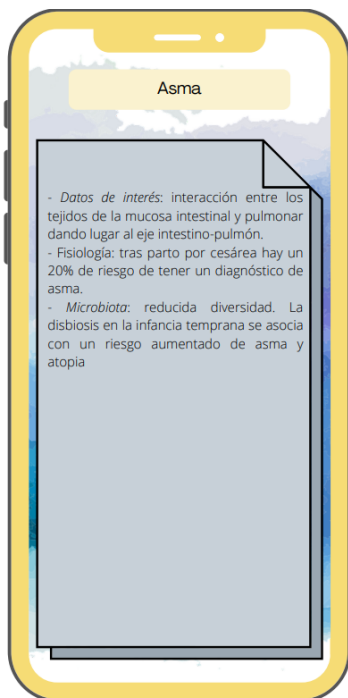 Asma
- Datos de interés: interacción entre los
tejidos de la mucosa intestinal y pulmonar
dando lugar al eje intestino-pulmón.
- Fisiología: tras parto por cesárea hay un
20% de riesgo de tener un diagnóstico de
asma.
- Microbiota: reducida diversidad. La
disbiosis en la infancia temprana se asocia
con un riesgo aumentado de asma y
atopia